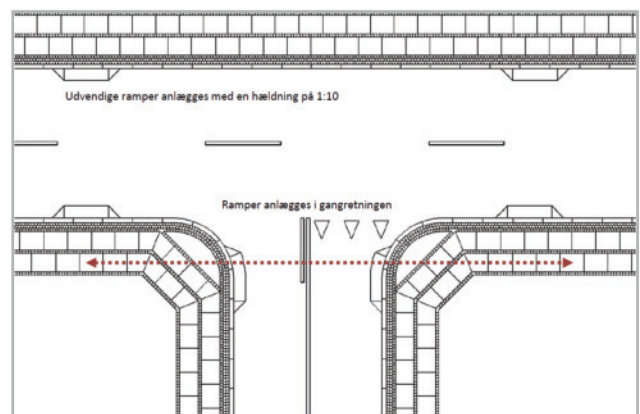 Udvendige ramper anlægges med en hældning på 1:10
Ramper anlægges i gangretningen